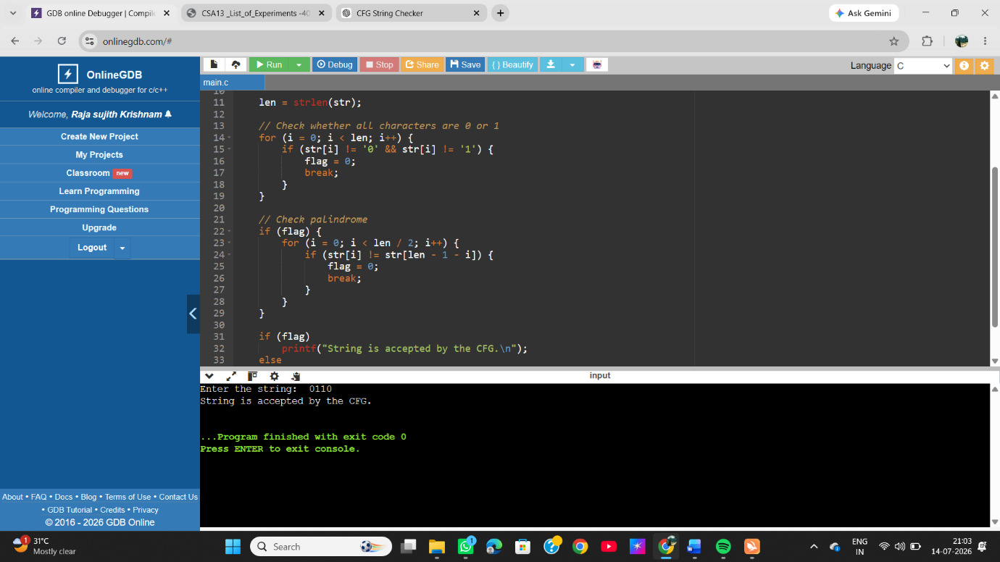 GDB online Debugger | Compile
CSA13 _List_of_Experiments -40
CFG String Checker
Ask Gemini
onlinegdb.com/#
OnlineGDB
online compiler and debugger for c/c++
Welcome, Raja sujith Krishnam
Create New Project
My Projects
Classroom new
Learn Programming
Programming Questions
Upgrade
Logout
About • FAQ • Docs • Blog • Terms of Use • Contact Us
• GDB Tutorial • Credits • Privacy
© 2016 - 2026 GDB Online
Run Debug Stop Share Save { } Beautify
Language C
main.c
10
11 len = strlen(str);
12
13 // Check whether all characters are 0 or 1
14 for (i = 0; i < len; i++) {
15 if (str[i] != '0' && str[i] != '1') {
16 flag = 0;
17 break;
18 }
19 }
20
21 // Check palindrome
22 if (flag) {
23 for (i = 0; i < len / 2; i++) {
24 if (str[i] != str[len - 1 - i]) {
25 flag = 0;
26 break;
27 }
28 }
29 }
30
31 if (flag)
32 printf("String is accepted by the CFG.\n");
33 else
input
Enter the string: 0110
String is accepted by the CFG.
...Program finished with exit code 0
Press ENTER to exit console.
1
31°C
Mostly clear
Search
1
ENG
IN
21:03
14-07-2026